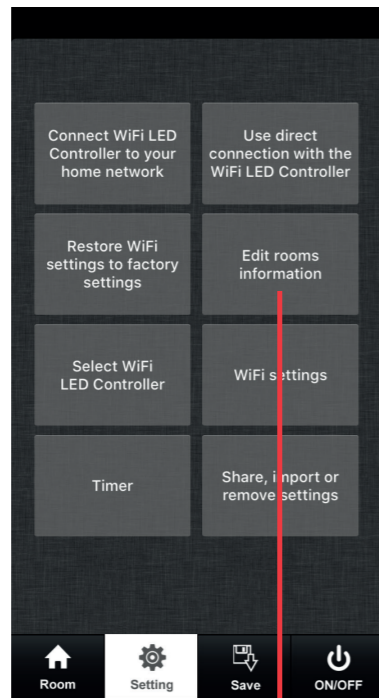 Connect WiFi LED
Controller to your
home network
Use direct
connection with the
WiFi LED Controller
Restore WiFi
settings to factory
settings
Edit rooms
information
Select WiFi
LED Controller
WiFi settings
Timer
Share, import or
remove settings
Room
Setting
Save
ON/OFF